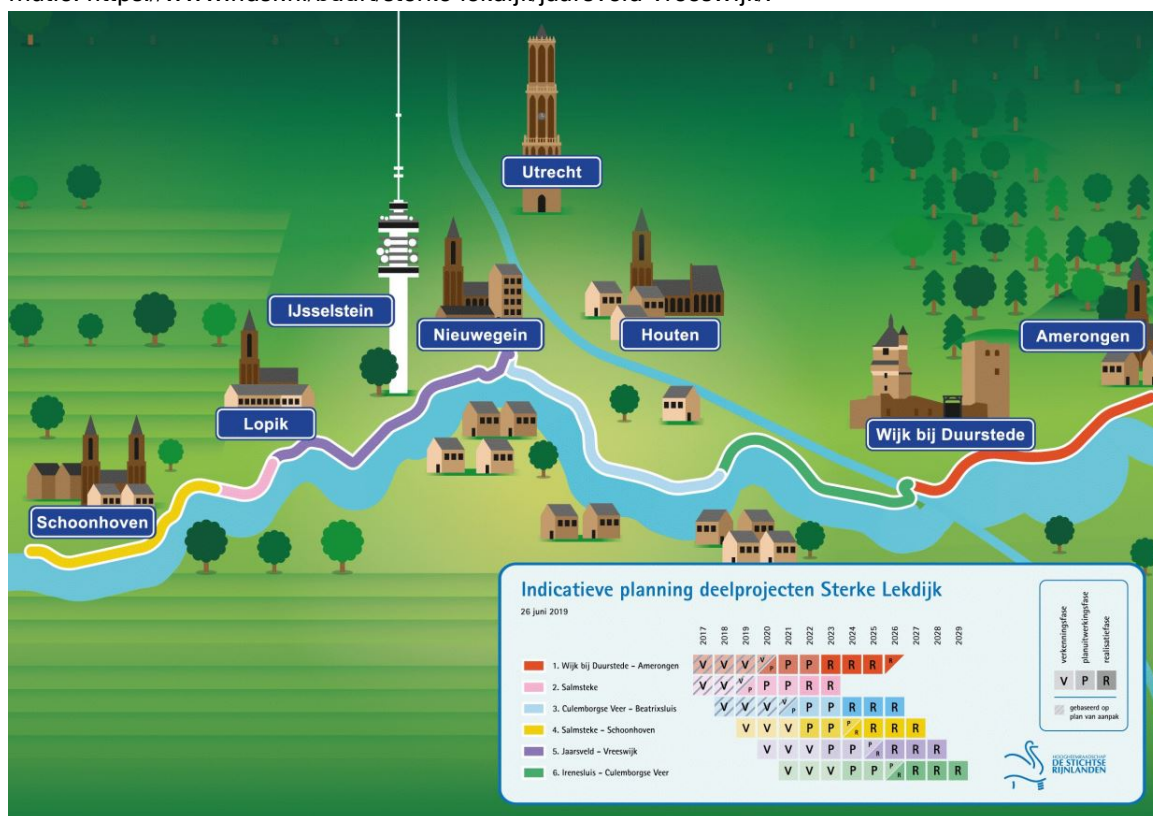 Utrecht
IJsselstein
Nieuwegein
Houten
Amerongen
Lopik
Wijk bij Duurstede
Schoonhoven
Indicatieve planning deelprojecten Sterke Lekdijk
26 juni 2019
2017 2018 2019 2020 2021 2022 2023 2024 2025 2026 2027 2028 2029
1. Wijk bij Duurstede - Amerongen V V V V P P P R R R R
2. Salmsteke V V V P P P R R
3. Culemborgse Veer - Beatrixsluis V V V V P P P R R R
4. Salmsteke - Schoonhoven V V V P P P R R R R
5. Jaarsveld - Vreeswijk V V V P P P R R R R
6. Irenesluis - Culemborgse Veer V V V P P P R R R R
verkenningsfase
planuitwerkingsfase
realisatiefase
V P R
gebaseerd op
plan van aanpak
HOOGHEEMRAADSCHAP
DE STICHTSE
RIJNLANDEN